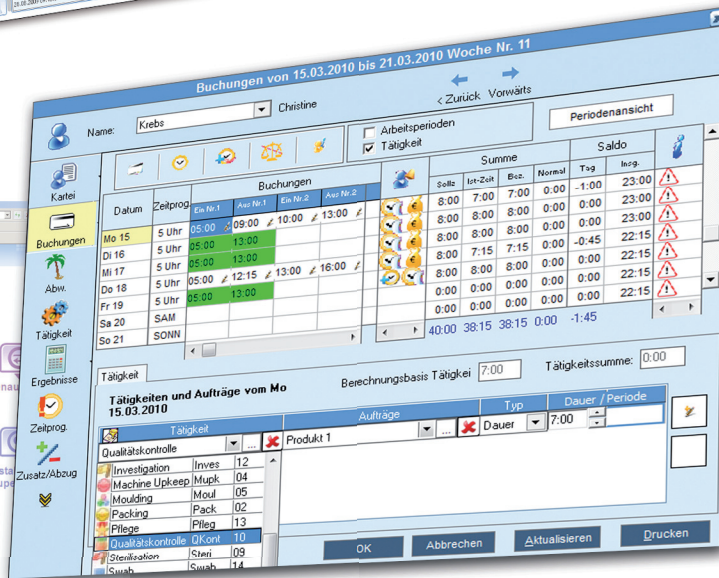 Buchungen von 15.03.2010 bis 21.03.2010 Woche Nr. 11
Name: Krebs Christine
< Zurück Vorwärts
Arbeitsperioden
Tätigkeit
Periodenansicht
Kartei
Buchungen
Abw.
Tätigkeit
Ergebnisse
Zeitprog.
Zusatz/Abzug
Buchungen Summe Saldo
Datum Zeitprog. Ein Nr.1 Aus Nr.1 Ein Nr.2 Aus Nr.2 Sollz Ist-Zeit Bez. Normal Tag Insg.
Mo 15 5 Uhr 05:00 09:00 10:00 13:00 8:00 7:00 7:00 0:00 -1:00 23:00
Di 16 5 Uhr 05:00 13:00 8:00 8:00 8:00 0:00 0:00 23:00
Mi 17 5 Uhr 05:00 13:00 8:00 8:00 8:00 0:00 0:00 23:00
Do 18 5 Uhr 05:00 12:15 13:00 16:00 8:00 7:15 7:15 0:00 -0:45 22:15
Fr 19 5 Uhr 05:00 13:00 8:00 8:00 8:00 0:00 0:00 22:15
Sa 20 SAM 0:00 0:00 0:00 0:00 0:00 22:15
So 21 SONN 0:00 0:00 0:00 0:00 0:00 22:15
40:00 38:15 38:15 0:00 -1:45
Tätigkeit
Tätigkeiten und Aufträge vom Mo
15.03.2010
Berechnungsbasis Tätigkei 7:00
Tätigkeitssumme: 0:00
Tätigkeit Aufträge Typ Dauer / Periode
Qualitätskontrolle ... Produkt 1 ... Dauer 7:00
Investigation Inves 12
Machine Upkeep Mupk 04
Moulding Moul 05
Packing Pack 02
Pflege Pfleg 13
Qualitätskontrolle QKont 10
Sterilisation Steri 09
Swab Swab 14
OK Abbrechen Aktualisieren Drucken